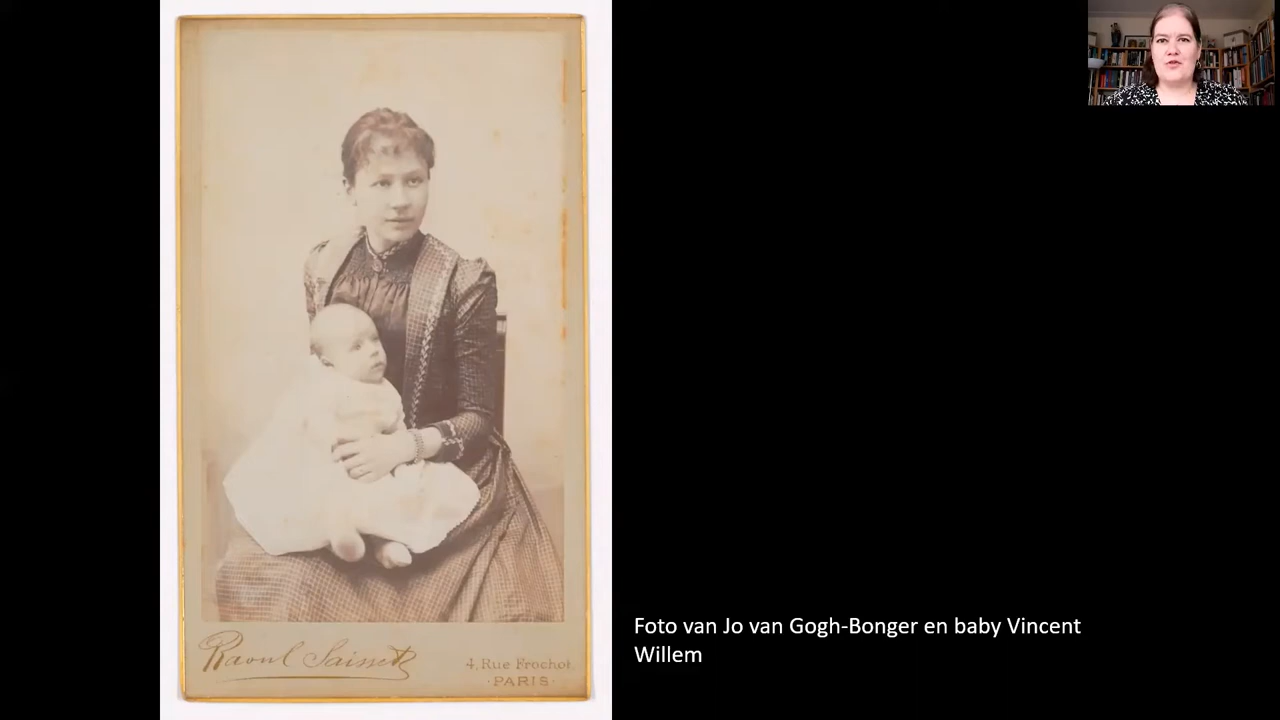 Raoul Saisset
4, Rue Frochot.
· PARIS ·
Foto van Jo van Gogh-Bonger en baby Vincent
Willem